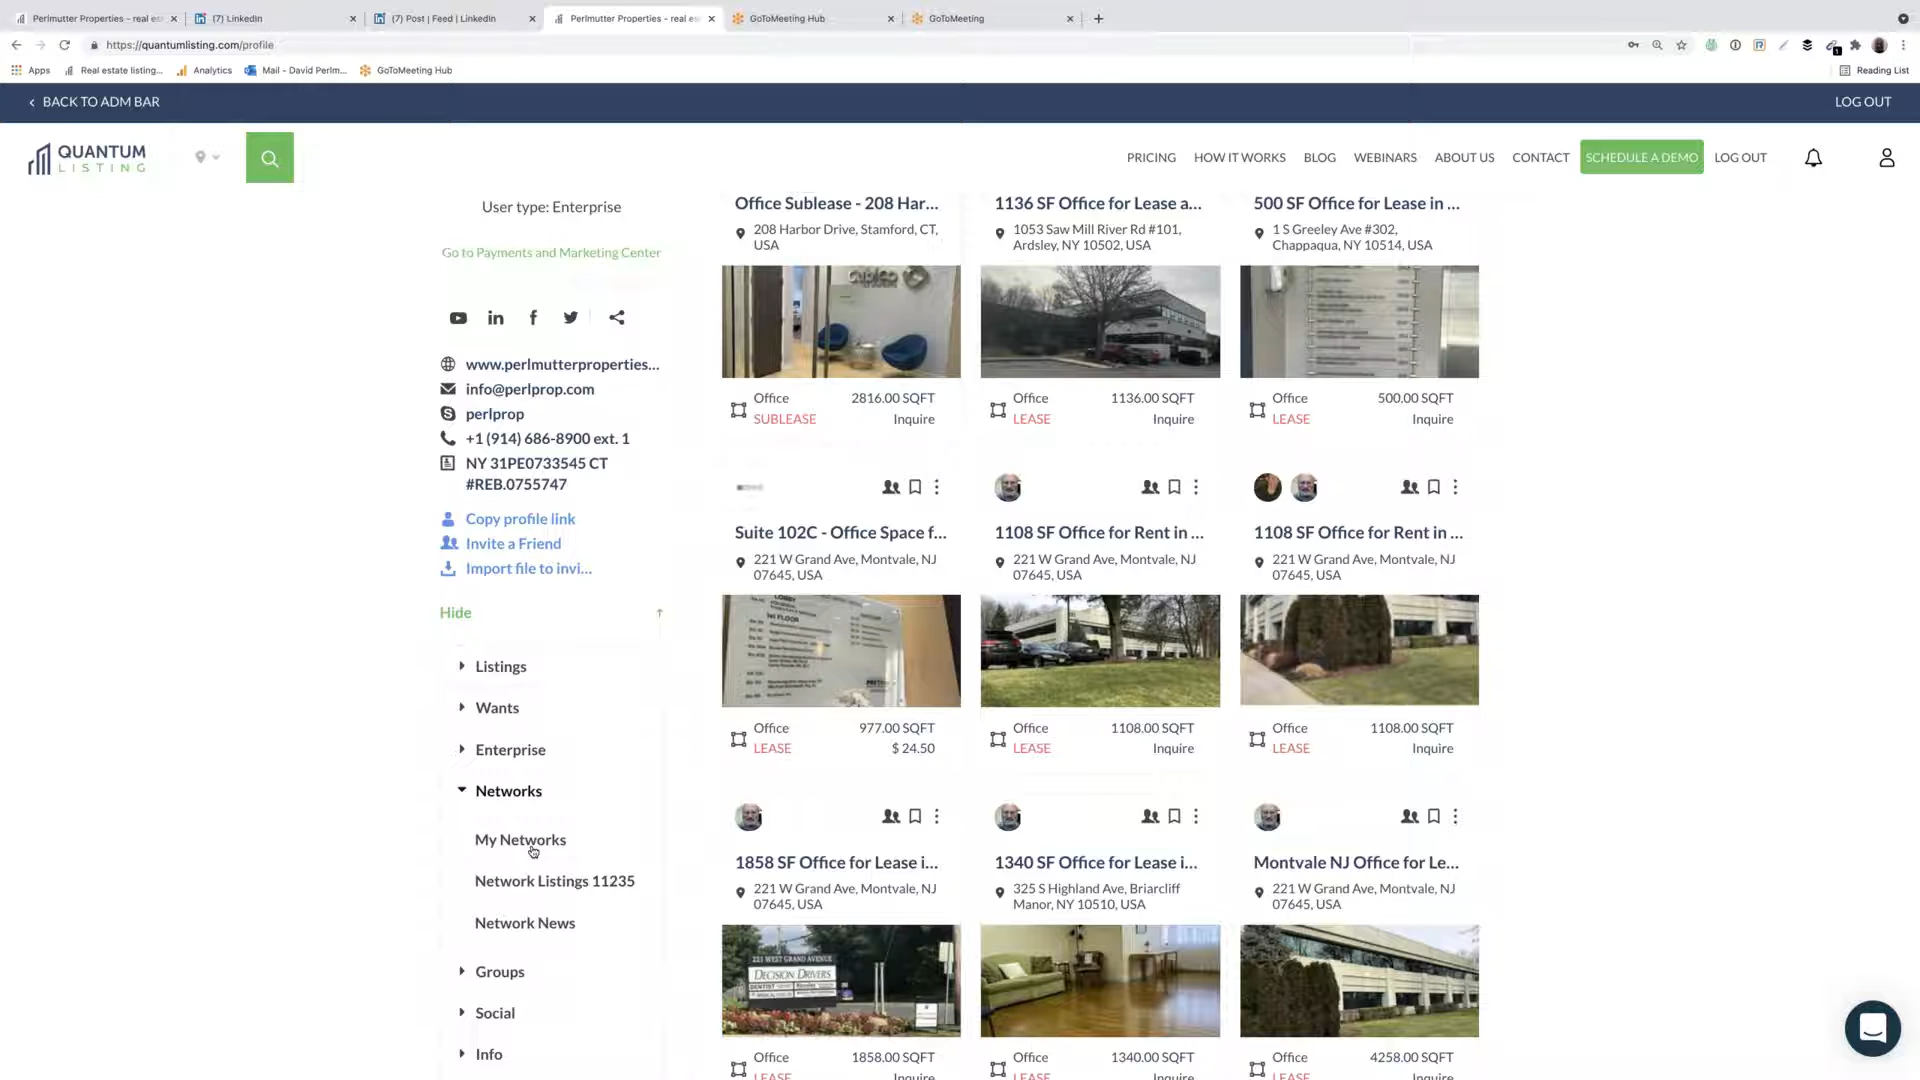 Perlmutter Properties - real es
(7) LinkedIn
(7) Post | Feed | LinkedIn
Perlmutter Properties - real es
GoToMeeting Hub
GoToMeeting
https://quantumlisting.com/profile
Apps
Real estate listing...
Analytics
Mail - David Perlm...
GoToMeeting Hub
Reading List
BACK TO ADM BAR
LOG OUT
QUANTUM
LISTING
PRICING
HOW IT WORKS
BLOG
WEBINARS
ABOUT US
CONTACT
SCHEDULE A DEMO
LOG OUT
User type: Enterprise
Go to Payments and Marketing Center
www.perlmutterproperties...
info@perlprop.com
perlprop
+1 (914) 686-8900 ext. 1
NY 31PE0733545 CT
#REB.0755747
Copy profile link
Invite a Friend
Import file to invi...
Hide
Listings
Wants
Enterprise
Networks
My Networks
Network Listings 11235
Network News
Groups
Social
Info
Office Sublease - 208 Har...
208 Harbor Drive, Stamford, CT,
USA
Office
2816.00 SQFT
SUBLEASE
Inquire
1136 SF Office for Lease a...
1053 Saw Mill River Rd #101,
Ardsley, NY 10502, USA
Office
1136.00 SQFT
LEASE
Inquire
500 SF Office for Lease in ...
1 S Greeley Ave #302,
Chappaqua, NY 10514, USA
Office
500.00 SQFT
LEASE
Inquire
Suite 102C - Office Space f...
221 W Grand Ave, Montvale, NJ
07645, USA
Office
977.00 SQFT
LEASE
$ 24.50
1108 SF Office for Rent in ...
221 W Grand Ave, Montvale, NJ
07645, USA
Office
1108.00 SQFT
LEASE
Inquire
1108 SF Office for Rent in ...
221 W Grand Ave, Montvale, NJ
07645, USA
Office
1108.00 SQFT
LEASE
Inquire
1858 SF Office for Lease i...
221 W Grand Ave, Montvale, NJ
07645, USA
221 WEST GRAND AVENUE
DECISION DRIVERS
DENTIST
Office
1858.00 SQFT
LEASE
Inquire
1340 SF Office for Lease i...
325 S Highland Ave, Briarcliff
Manor, NY 10510, USA
Office
1340.00 SQFT
LEASE
Inquire
Montvale NJ Office for Le...
221 W Grand Ave, Montvale, NJ
07645, USA
Office
4258.00 SQFT
LEASE
Inquire